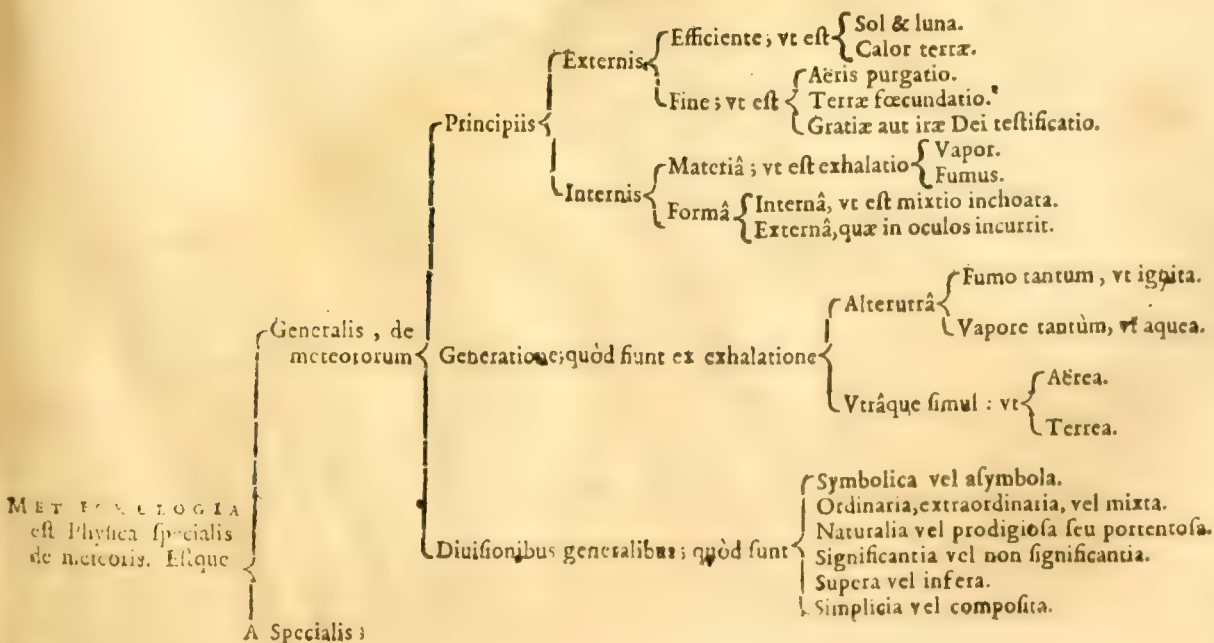 Efficiente; vt eſt
Sol & luna.
Calor terræ.
Externis
Fine; vt eſt
Aëris purgatio.
Terræ fœcundatio.
Gratiæ aut iræ Dei teſtificatio.
Principiis
Internis
Materiâ; vt eſt exhalatio
Vapor.
Fumus.
Formâ
Internâ, vt eſt mixtio inchoata.
Externâ, quæ in oculos incurrit.
Generalis, de
meteororum
Generatione; quòd fiunt ex exhalatione
Alterutrâ
Fumo tantum, vt ignita.
Vapore tantùm, vt aquea.
Vtrâque ſimul: vt
Aërea.
Terrea.
Diuiſionibus generalibus; quòd ſunt
Symbolica vel aſymbola.
Ordinaria, extraordinaria, vel mixta.
Naturalia vel prodigioſa ſeu portentoſa.
Significantia vel non ſignificantia.
Supera vel infera.
Simplicia vel compoſita.
METEOROLOGIA
eſt Phyſica ſpecialis
de meteoris. Eſtque
A Specialis;